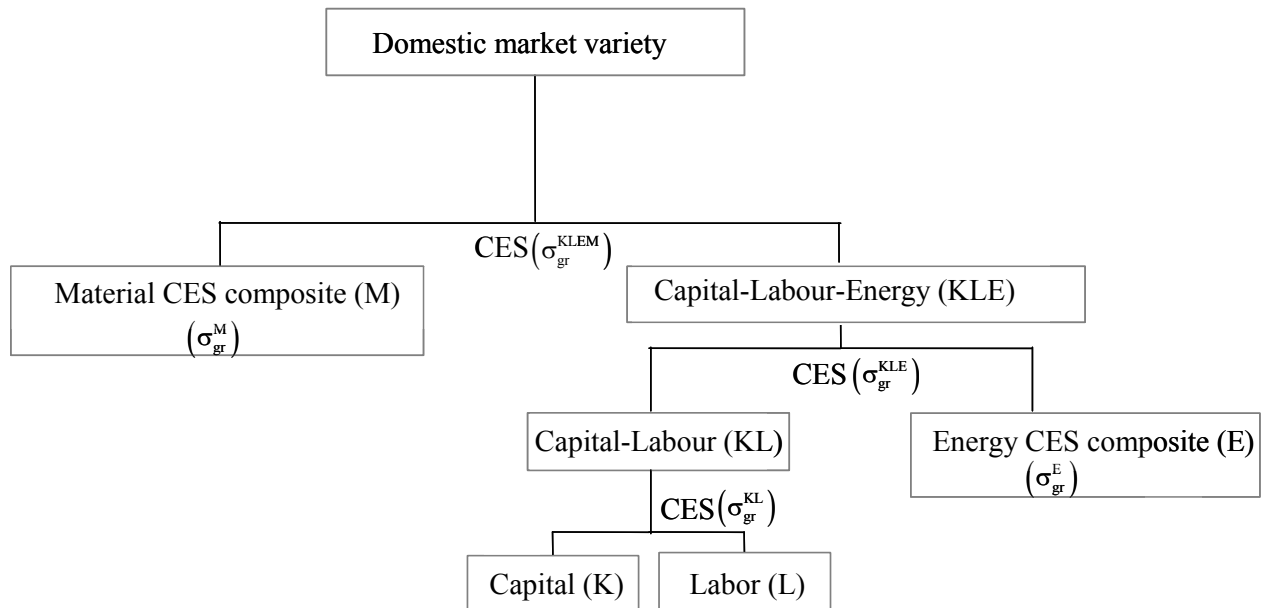 Domestic market variety
CES(σ_gr^KLEM)
Material CES composite (M)
(σ_gr^M)
Capital-Labour-Energy (KLE)
CES(σ_gr^KLE)
Capital-Labour (KL)
Energy CES composite (E)
(σ_gr^E)
CES(σ_gr^KL)
Capital (K)
Labor (L)